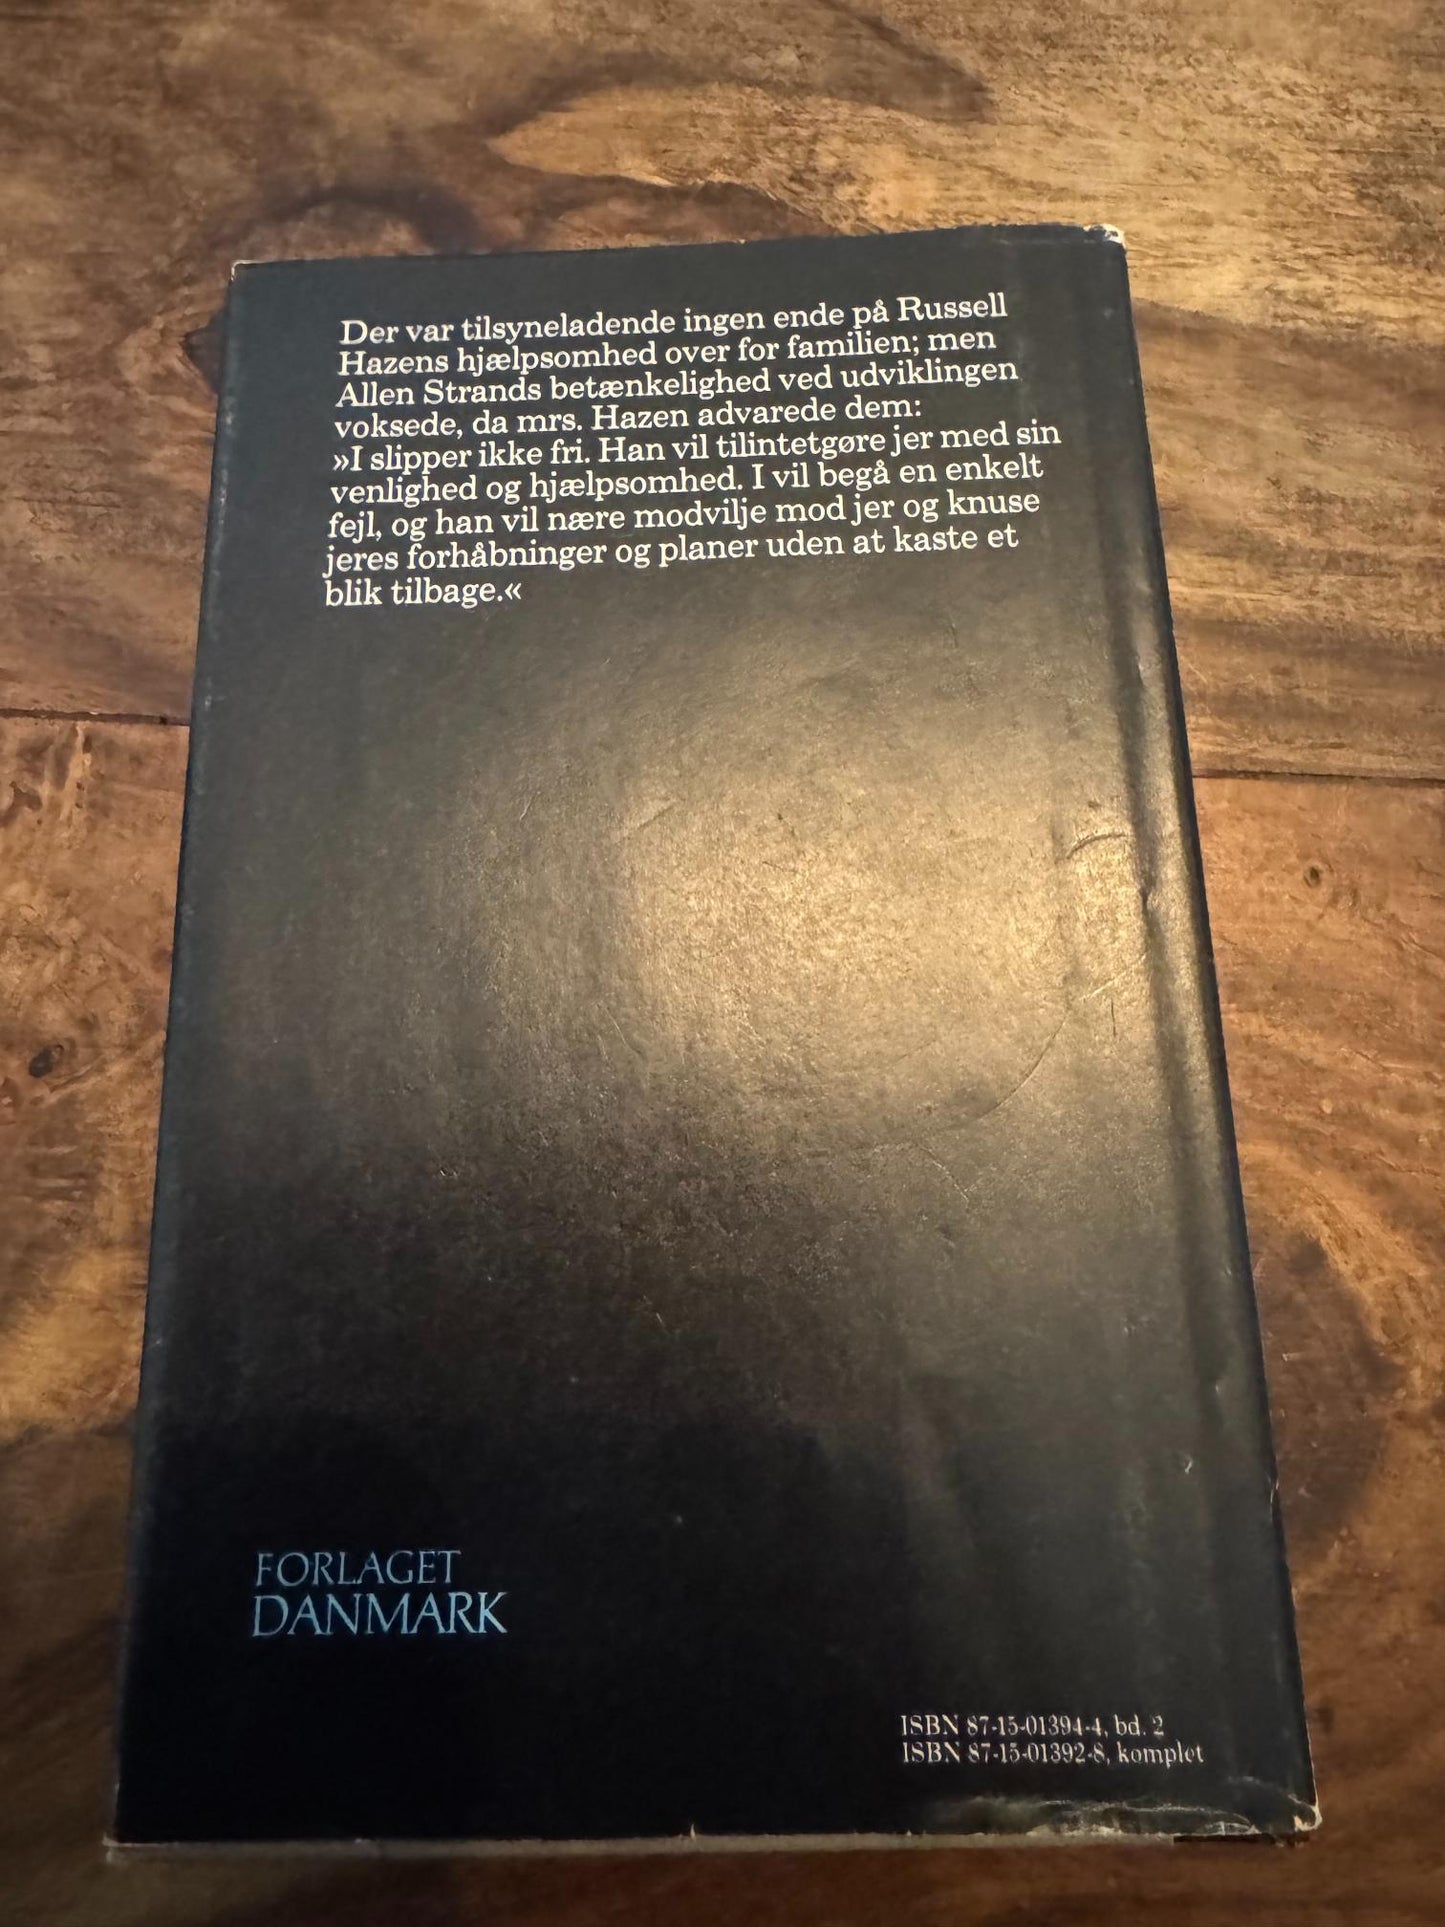 Der var tilsyneladende ingen ende på Russell
Hazens hjælpsomhed over for familien; men
Allen Strands betænkelighed ved udviklingen
voksede, da mrs. Hazen advarede dem:
»I slipper ikke fri. Han vil tilintetgøre jer med sin
venlighed og hjælpsomhed. I vil begå en enkelt
fejl, og han vil nære modvilje mod jer og knuse
jeres forhåbninger og planer uden at kaste et
blik tilbage.«
FORLAGET
DANMARK
ISBN 87-15-01394-4, bd. 2
ISBN 87-15-01392-8, komplet